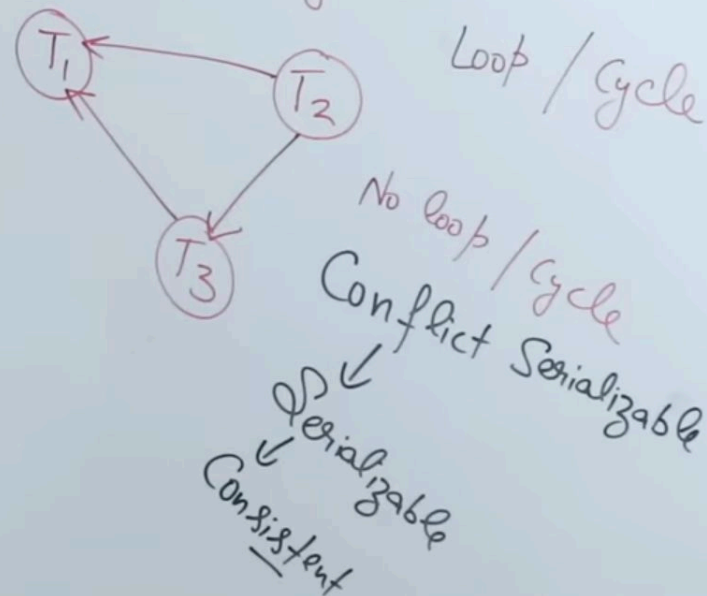 T1
T2
T3
Loop / Cycle
No loop / Cycle
Conflict Serializable
Serializable
Consistent